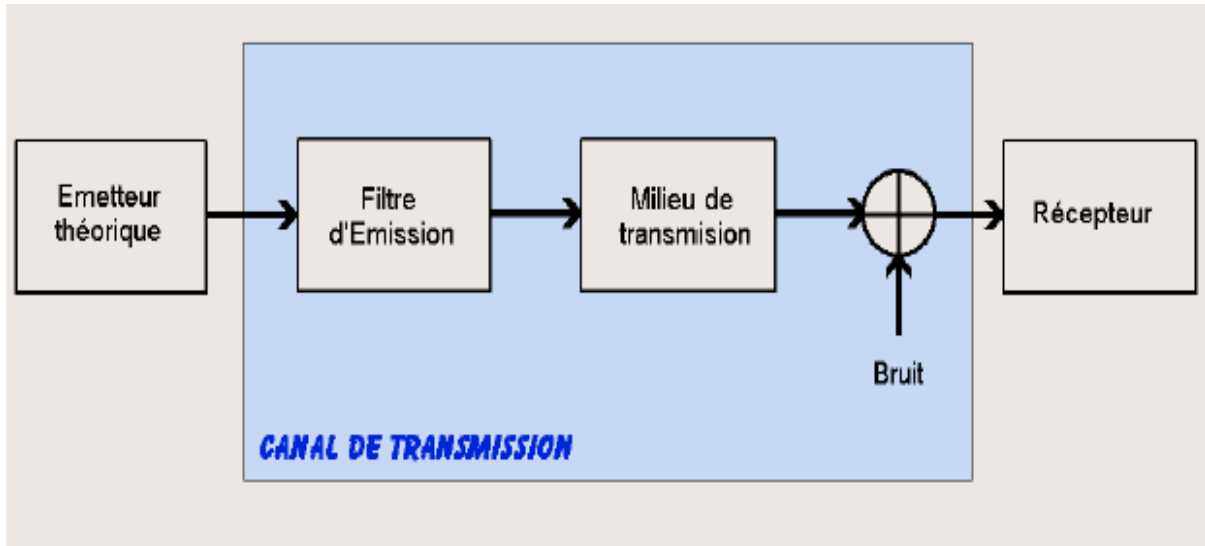 Emetteur
théorique
Filtre
d'Emission
Milieu de
transmision
Récepteur
Bruit
CANAL DE TRANSMISSION